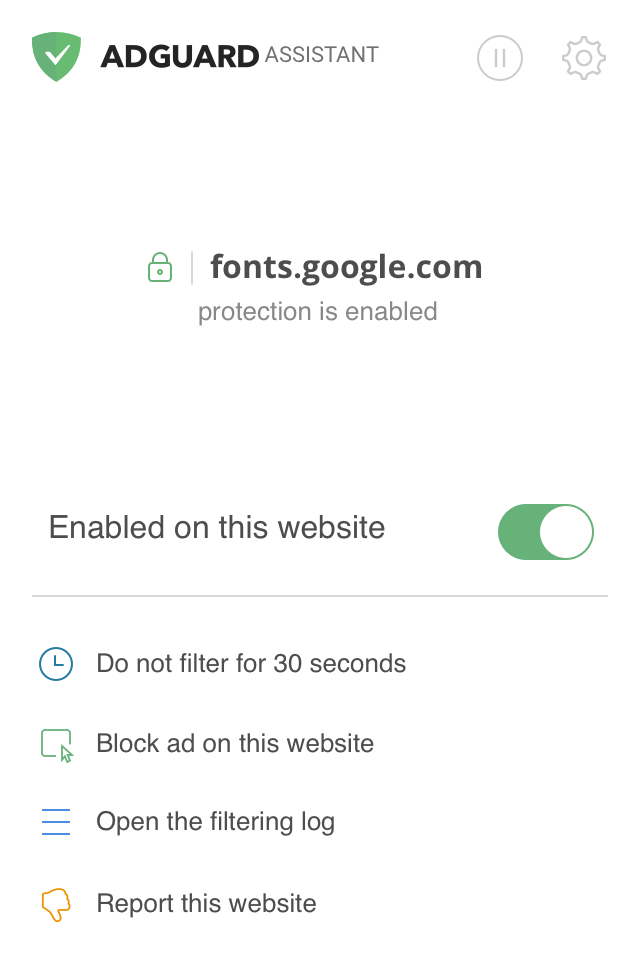 ADGUARD ASSISTANT
fonts.google.com
protection is enabled
Enabled on this website
Do not filter for 30 seconds
Block ad on this website
Open the filtering log
Report this website